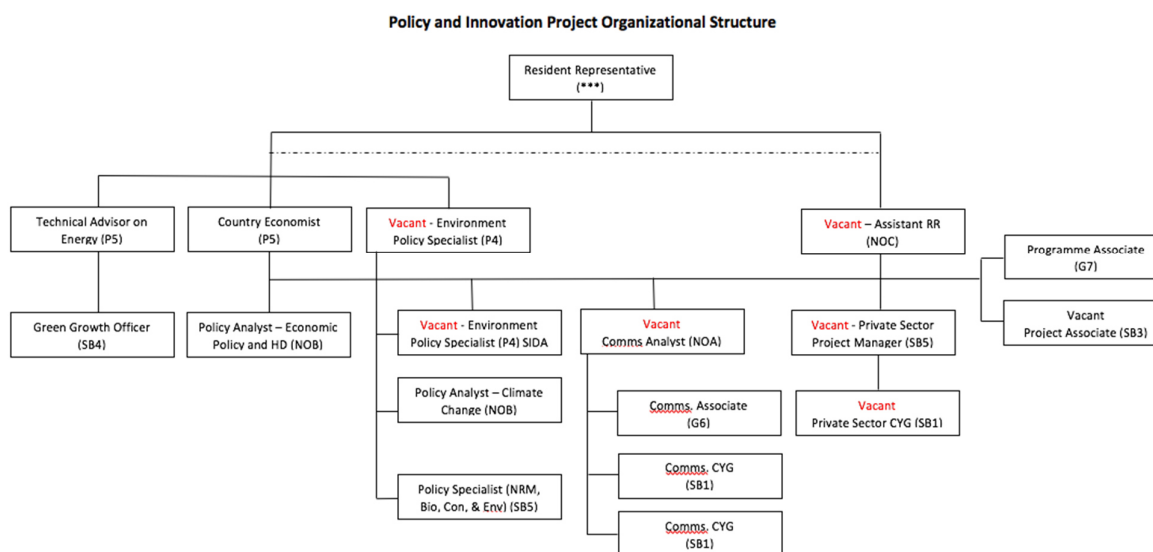 Policy and Innovation Project Organizational Structure
Resident Representative
(***)
Technical Advisor on
Energy (P5)
Country Economist
(P5)
Vacant - Environment
Policy Specialist (P4)
Vacant – Assistant RR
(NOC)
Programme Associate
(G7)
Green Growth Officer
(SB4)
Policy Analyst – Economic
Policy and HD (NOB)
Vacant - Environment
Policy Specialist (P4) SIDA
Vacant
Comms Analyst (NOA)
Vacant - Private Sector
Project Manager (SB5)
Vacant
Project Associate (SB3)
Policy Analyst – Climate
Change (NOB)
Comms. Associate
(G6)
Vacant
Private Sector CYG (SB1)
Policy Specialist (NRM,
Bio, Con, & Env) (SB5)
Comms. CYG
(SB1)
Comms. CYG
(SB1)